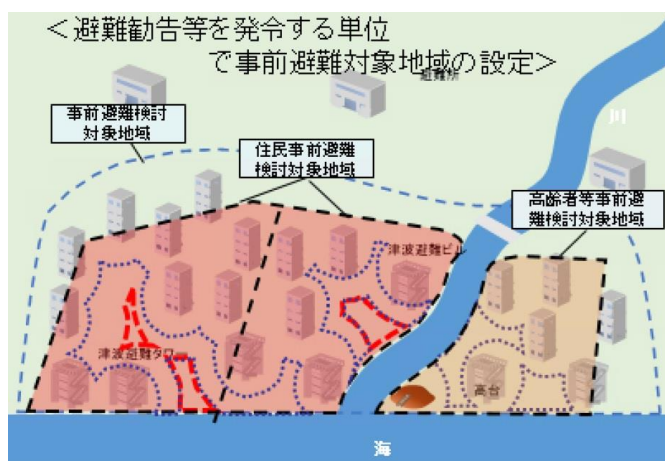 ＜避難勧告等を発令する単位
で事前避難対象地域の設定＞
避難所
川
事前避難検討
対象地域
住民事前避難
検討対象地域
高齢者等事前避
難検討対象地域
津波避難ビル
津波避難タワ
高台
海